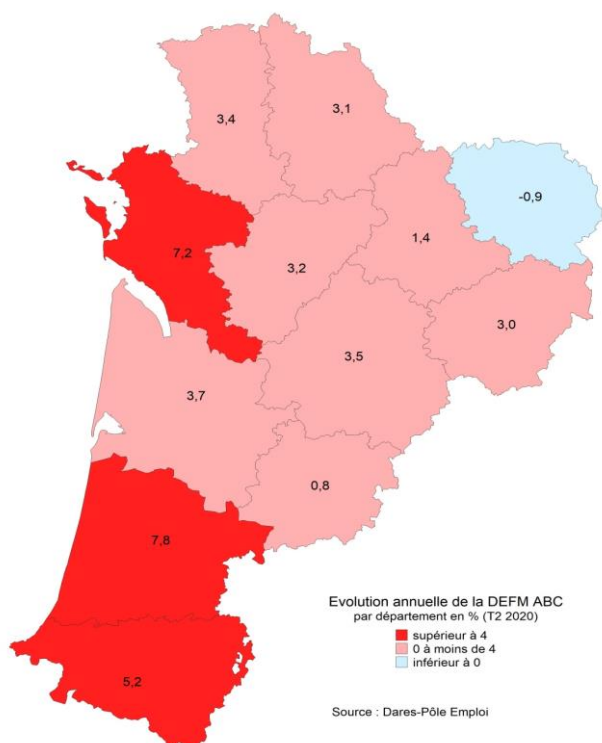 3,4
3,1
-0,9
7,2
3,2
1,4
3,0
3,5
3,7
0,8
7,8
5,2
Evolution annuelle de la DEFM ABC
par département en % (T2 2020)
supérieur à 4
0 à moins de 4
inférieur à 0
Source : Dares-Pôle Emploi